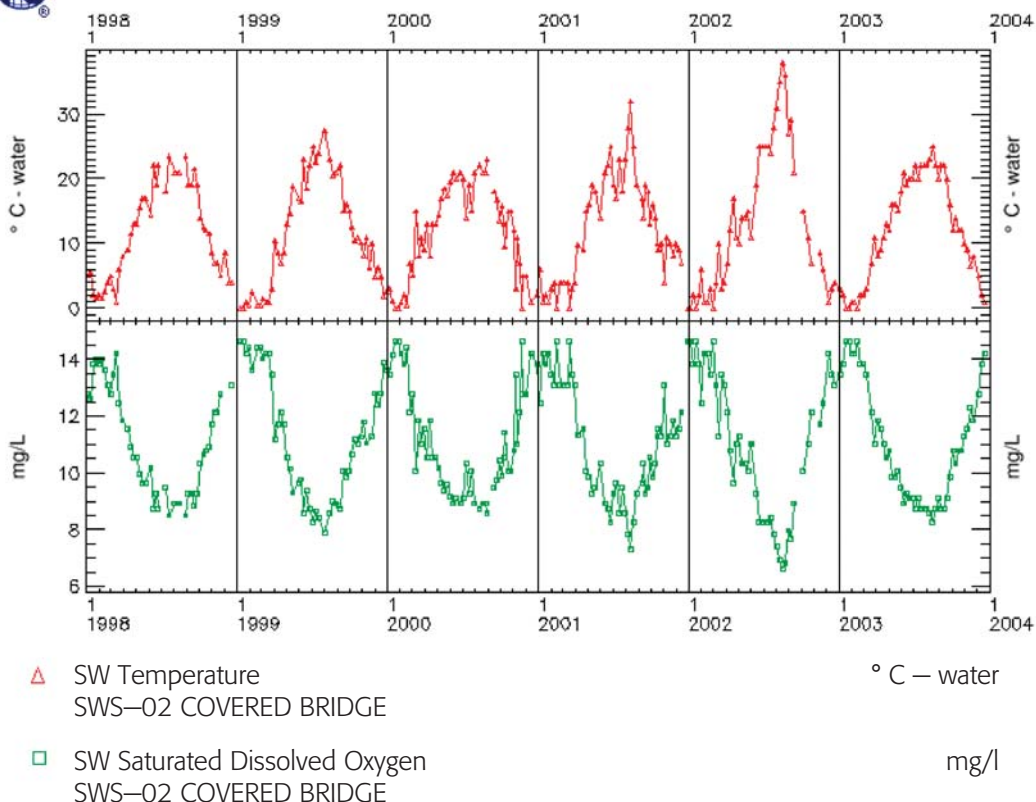 ®
1998 1999 2000 2001 2002 2003 2004
1 1 1 1 1 1 1
30
20
10
0
° C - water
° C - water
14
12
10
8
6
mg/L
mg/L
1 1 1 1 1 1 1
1998 1999 2000 2001 2002 2003 2004
SW Temperature ° C — water
SWS—02 COVERED BRIDGE
SW Saturated Dissolved Oxygen mg/l
SWS—02 COVERED BRIDGE